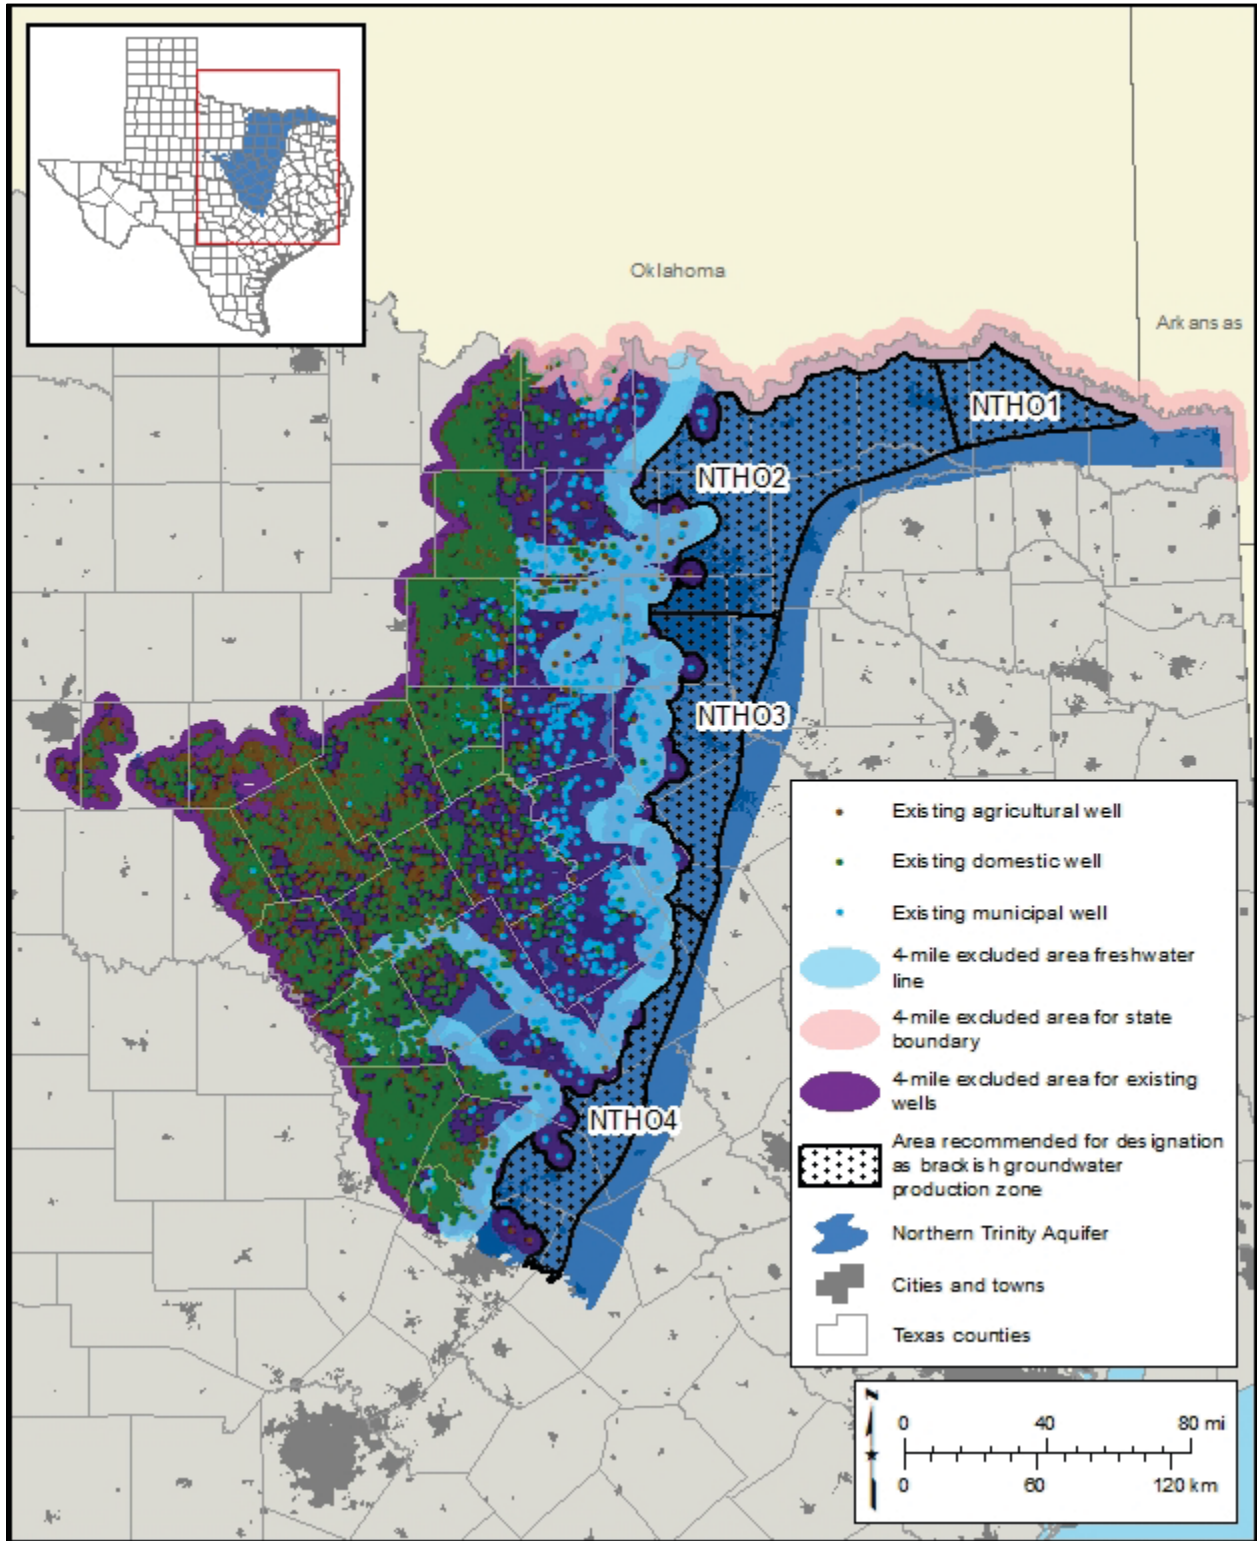 Oklahoma
Arkansas
NTHO1
NTHO2
NTHO3
NTHO4
Existing agricultural well
Existing domestic well
Existing municipal well
4-mile excluded area freshwater
line
4-mile excluded area for state
boundary
4-mile excluded area for existing
wells
Area recommended for designation
as brackish groundwater
production zone
Northern Trinity Aquifer
Cities and towns
Texas counties
N
0 40 80 mi
0 60 120 km